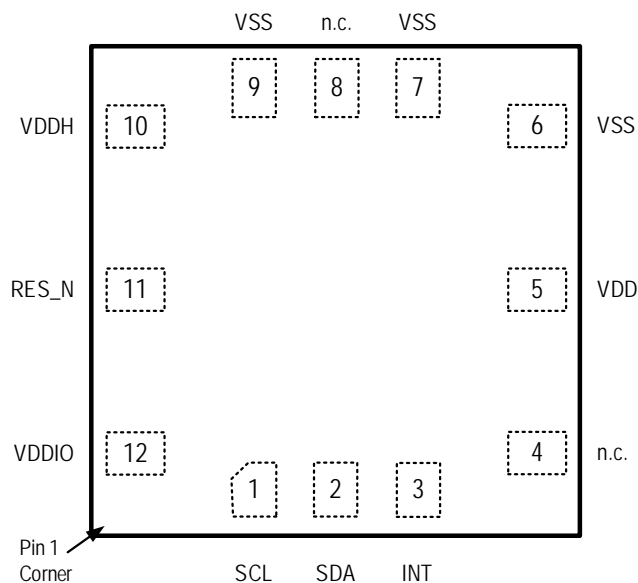 VSS n.c. VSS
9 8 7
VDDH 10 6 VSS
RES_N 11 5 VDD
VDDIO 12 4 n.c.
1 2 3
Pin 1
Corner
SCL SDA INT